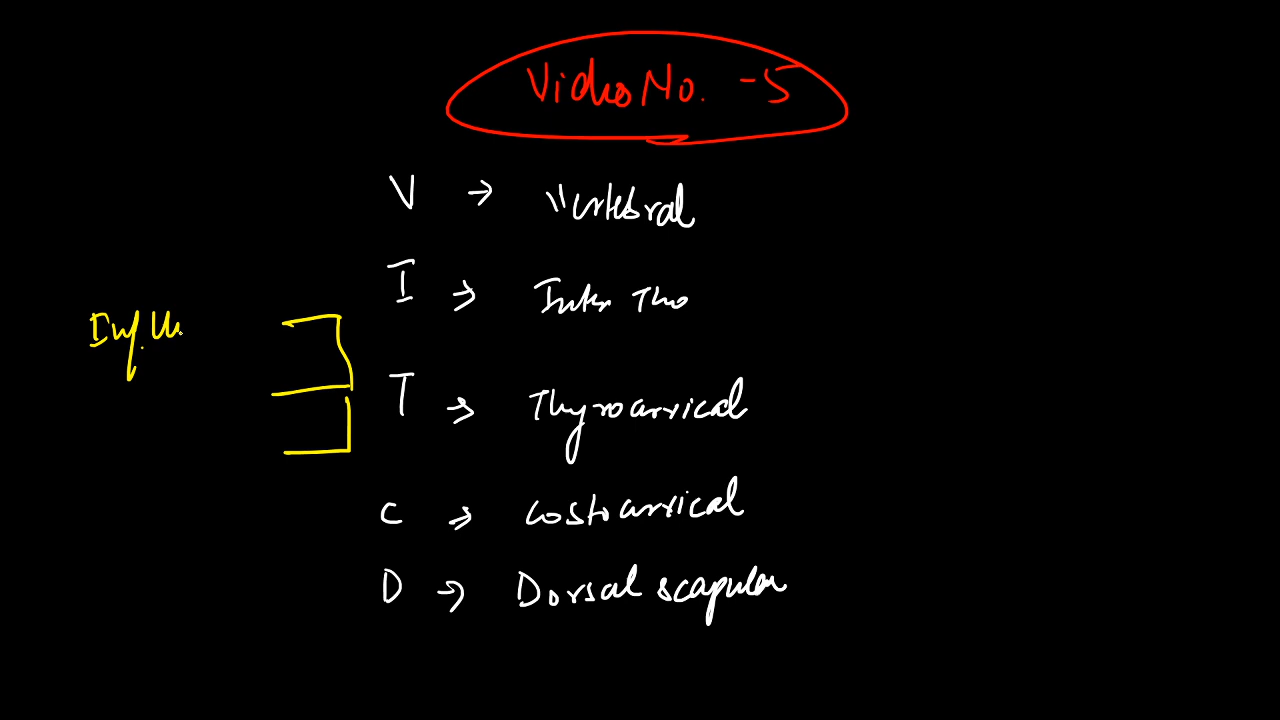 Video No. -5
V → Vertebral
I → Inter Tho
Inf.
T → Thyrocervical
C → Costocervical
D → Dorsal scapular